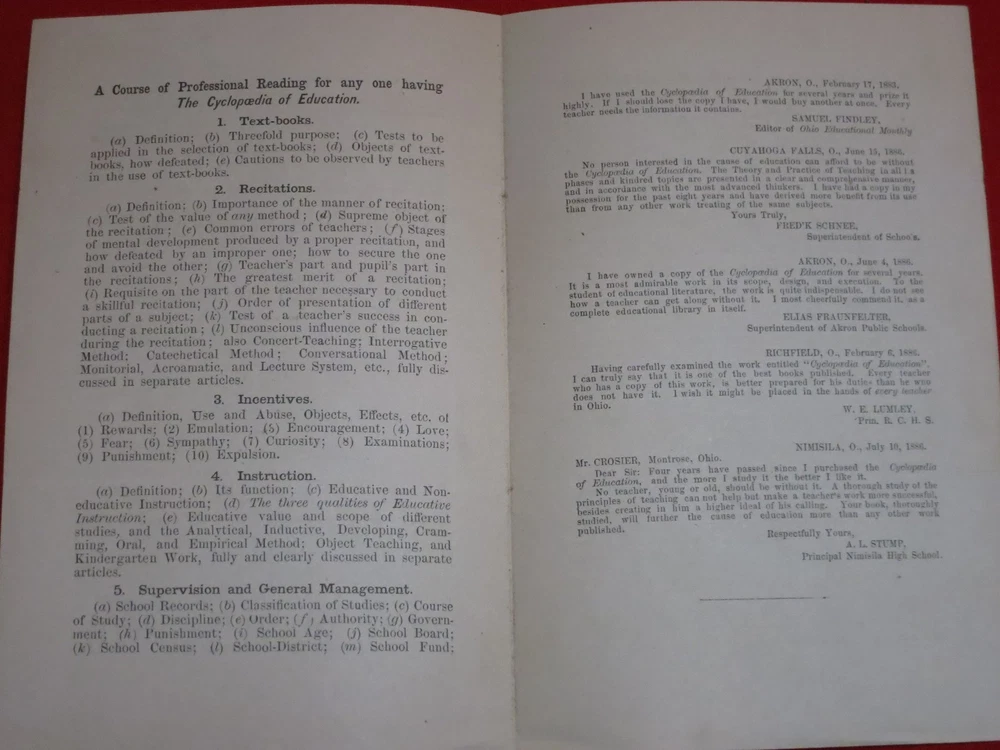 A Course of Professional Reading for any one having
The Cyclopædia of Education.
1. Text-books.
(a) Definition; (b) Threefold purpose; (c) Tests to be
applied in the selection of text-books; (d) Objects of text-
books, how defeated; (e) Cautions to be observed by teachers
in the use of text-books.
2. Recitations.
(a) Definition; (b) Importance of the manner of recitation;
(c) Test of the value of any method; (d) Supreme object of
the recitation; (e) Common errors of teachers; (f) Stages
of mental development produced by a proper recitation, and
how defeated by an improper one; how to secure the one
and avoid the other; (g) Teacher's part and pupil's part in
the recitations; (h) The greatest merit of a recitation;
(i) Requisite on the part of the teacher necessary to conduct
a skillful recitation; (j) Order of presentation of different
parts of a subject; (k) Test of a teacher's success in con-
ducting a recitation; (l) Unconscious influence of the teacher
during the recitation; also Concert-Teaching; Interrogative
Method; Catechetical Method; Conversational Method;
Monitorial, Acroamatic, and Lecture System, etc., fully dis-
cussed in separate articles.
3. Incentives.
(a) Definition, Use and Abuse, Objects, Effects, etc. of
(1) Rewards; (2) Emulation; (3) Encouragement; (4) Love;
(5) Fear; (6) Sympathy; (7) Curiosity; (8) Examinations;
(9) Punishment; (10) Expulsion.
4. Instruction.
(a) Definition; (b) Its function; (c) Educative and Non-
educative Instruction; (d) The three qualities of Educative
Instruction; (e) Educative value and scope of different
studies, and the Analytical, Inductive, Developing, Cram-
ming, Oral, and Empirical Method; Object Teaching, and
Kindergarten Work, fully and clearly discussed in separate
articles.
5. Supervision and General Management.
(a) School Records; (b) Classification of Studies; (c) Course
of Study; (d) Discipline; (e) Order; (f) Authority; (g) Govern-
ment; (h) Punishment; (i) School Age; (j) School Board;
(k) School Census; (l) School-District; (m) School Fund;
AKRON, O., February 17, 1883.
I have used the Cyclopædia of Education for several years and prize it
highly. If I should lose the copy I have, I would buy another at once. Every
teacher needs the information it contains.
SAMUEL FINDLEY,
Editor of Ohio Educational Monthly
CUYAHOGA FALLS, O., June 15, 1886.
No person interested in the cause of education can afford to be without
the Cyclopædia of Education. The Theory and Practice of Teaching in all its
phases and kindred topics are presented in a clear and comprehensive manner,
and in accordance with the most advanced thinkers. I have had a copy in my
possession for the past eight years and have derived more benefit from its use
than from any other work treating of the same subjects.
Yours Truly,
FRED'K SCHNEE,
Superintendent of Schools.
AKRON, O., June 4, 1886.
I have owned a copy of the Cyclopædia of Education for several years.
It is a most admirable work in its scope, design, and execution. To the
student of educational literature, the work is quite indispensable. I do not see
how a teacher can get along without it. I most cheerfully commend it, as a
complete educational library in itself.
ELIAS FRAUNFELTER,
Superintendent of Akron Public Schools.
RICHFIELD, O., February 6, 1886.
Having carefully examined the work entitled "Cyclopædia of Education",
I can truly say that it is one of the best books published. Every teacher
who has a copy of this work, is better prepared for his duties than he who
does not have it. I wish it might be placed in the hands of every teacher
in Ohio.
W. E. LUMLEY,
Prin. R. C. H. S.
NIMISILA, O., July 10, 1886.
Mr. CROSIER, Montrose, Ohio.
Dear Sir: Four years have passed since I purchased the Cyclopædia
of Education, and the more I study it the better I like it.
No teacher, young or old, should be without it. A thorough study of the
principles of teaching can not help but make a teacher's work more successful,
besides creating in him a higher ideal of his calling. Your book, thoroughly
studied, will further the cause of education more than any other work
published.
Respectfully Yours,
A. L. STUMP,
Principal Nimisila High School.